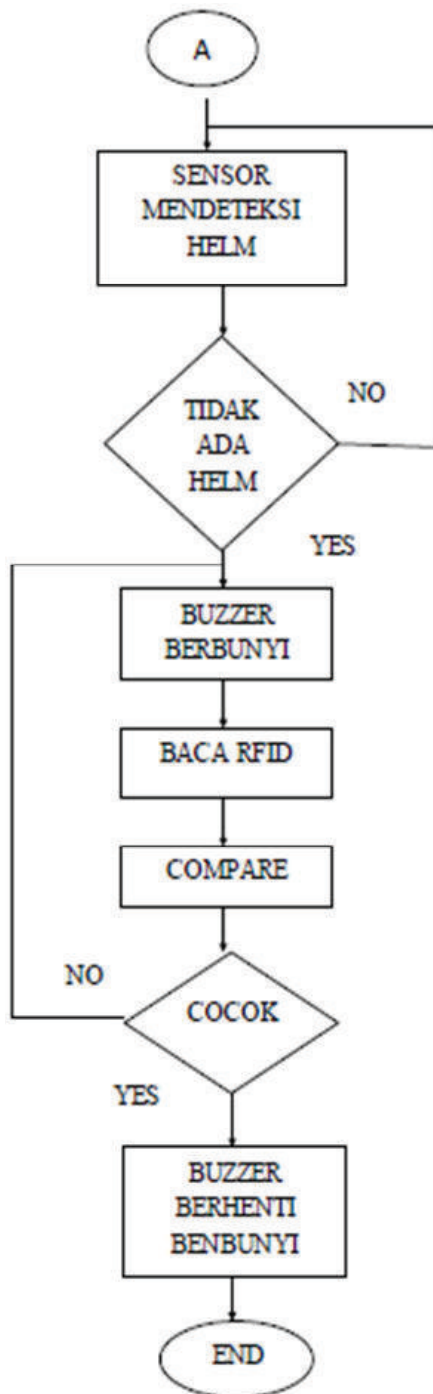 A
SENSOR
MENDETEKSI
HELM
TIDAK
ADA
HELM
NO
YES
BUZZER
BERBUNYI
BACA RFID
COMPARE
COCOK
NO
YES
BUZZER
BERHENTI
BENBUNYI
END